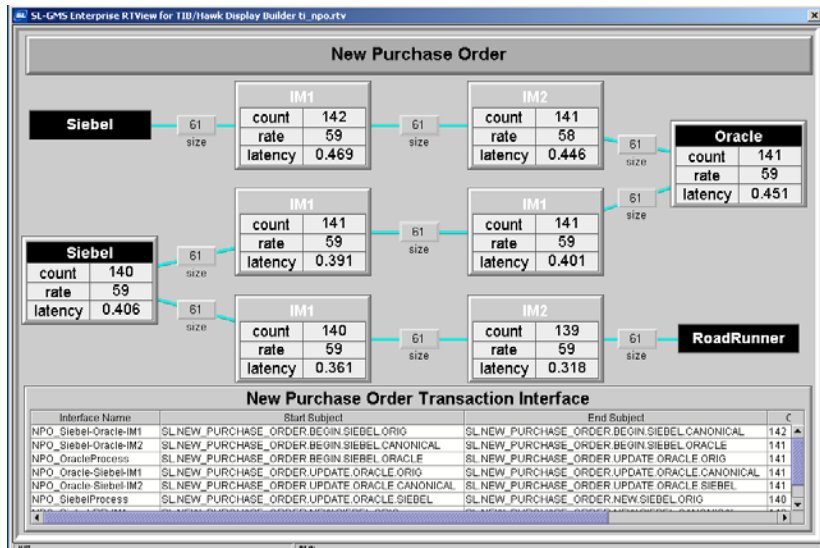 SL-GMS Enterprise RTView for TIB/Hawk Display Builder ti_npo.rtv
New Purchase Order
IM1
IM2
Siebel
61
size
count 142
rate 59
latency 0.469
61
size
count 141
rate 58
latency 0.446
61
size
Oracle
count 141
rate 59
latency 0.451
61
size
IM1
IM1
Siebel
count 140
rate 59
latency 0.406
61
size
count 141
rate 59
latency 0.391
61
size
count 141
rate 59
latency 0.401
61
size
IM1
IM2
count 140
rate 59
latency 0.361
61
size
count 139
rate 59
latency 0.318
61
size
RoadRunner
New Purchase Order Transaction Interface
Interface Name Start Subject End Subject C
NPO_Siebel-Oracle-IM1 SL.NEW_PURCHASE_ORDER.BEGIN.SIEBEL.ORIG SL.NEW_PURCHASE_ORDER.BEGIN.SIEBEL.CANONICAL 142
NPO_Siebel-Oracle-IM2 SL.NEW_PURCHASE_ORDER.BEGIN.SIEBEL.CANONICAL SL.NEW_PURCHASE_ORDER.BEGIN.SIEBEL.ORACLE 141
NPO_OracleProcess SL.NEW_PURCHASE_ORDER.BEGIN.SIEBEL.ORACLE SL.NEW_PURCHASE_ORDER.UPDATE.ORACLE.ORIG 141
NPO_Oracle-Siebel-IM1 SL.NEW_PURCHASE_ORDER.UPDATE.ORACLE.ORIG SL.NEW_PURCHASE_ORDER.UPDATE.ORACLE.CANONICAL 141
NPO_Oracle-Siebel-IM2 SL.NEW_PURCHASE_ORDER.UPDATE.ORACLE.CANONICAL SL.NEW_PURCHASE_ORDER.UPDATE.ORACLE.SIEBEL 141
NPO_SiebelProcess SL.NEW_PURCHASE_ORDER.UPDATE.ORACLE.SIEBEL SL.NEW_PURCHASE_ORDER.NEW.SIEBEL.ORIG 140